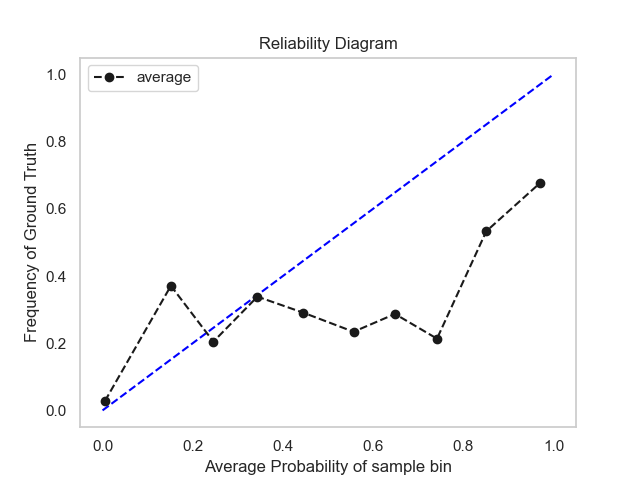 Reliability Diagram
average
Frequency of Ground Truth
1.0
0.8
0.6
0.4
0.2
0.0
0.0 0.2 0.4 0.6 0.8 1.0
Average Probability of sample bin